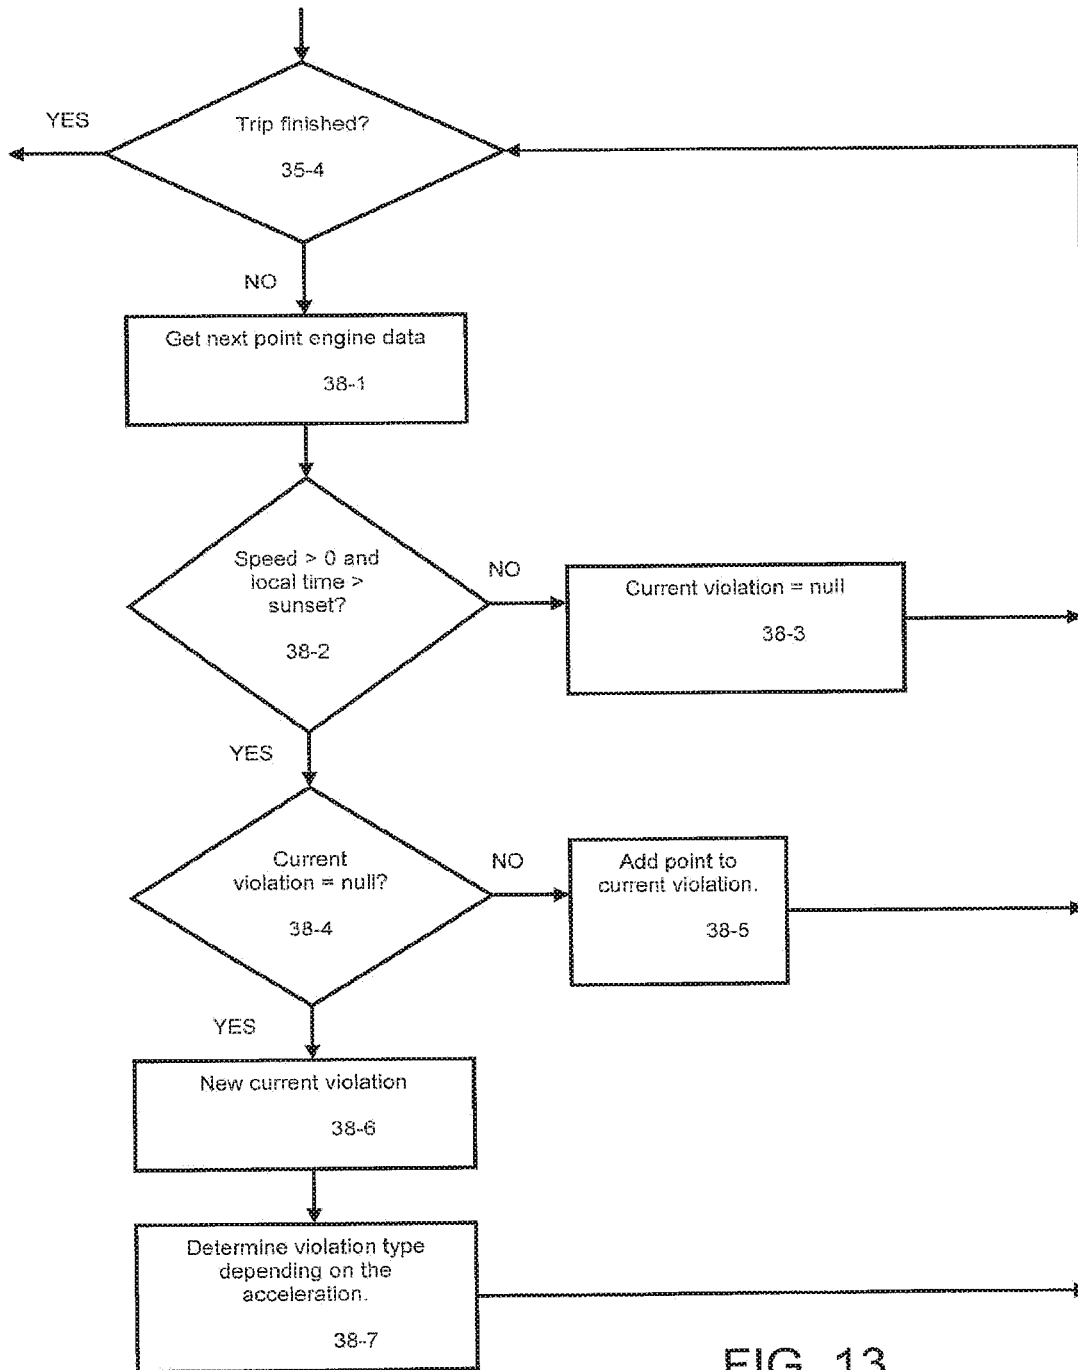 YES
Trip finished?
35-4
NO
Get next point engine data
38-1
Speed > 0 and
local time >
sunset?
38-2
NO
Current violation = null
38-3
YES
Current
violation = null?
38-4
NO
Add point to
current violation.
38-5
YES
New current violation
38-6
Determine violation type
depending on the
acceleration.
38-7
FIG. 13